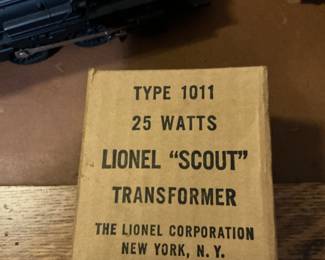 TYPE 1011
25 WATTS
LIONEL "SCOUT"
TRANSFORMER
THE LIONEL CORPORATION
NEW YORK, N. Y.